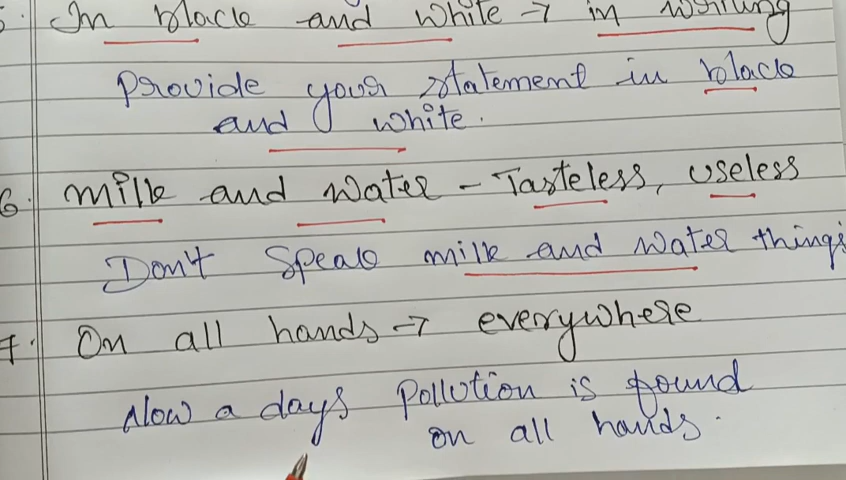 5. In black and white → in writing
Provide your statement in black
and white.
6. Milk and water - Tasteless, Useless
Don't speak milk and water things
7. On all hands → everywhere
Now a days pollution is found
on all hands.